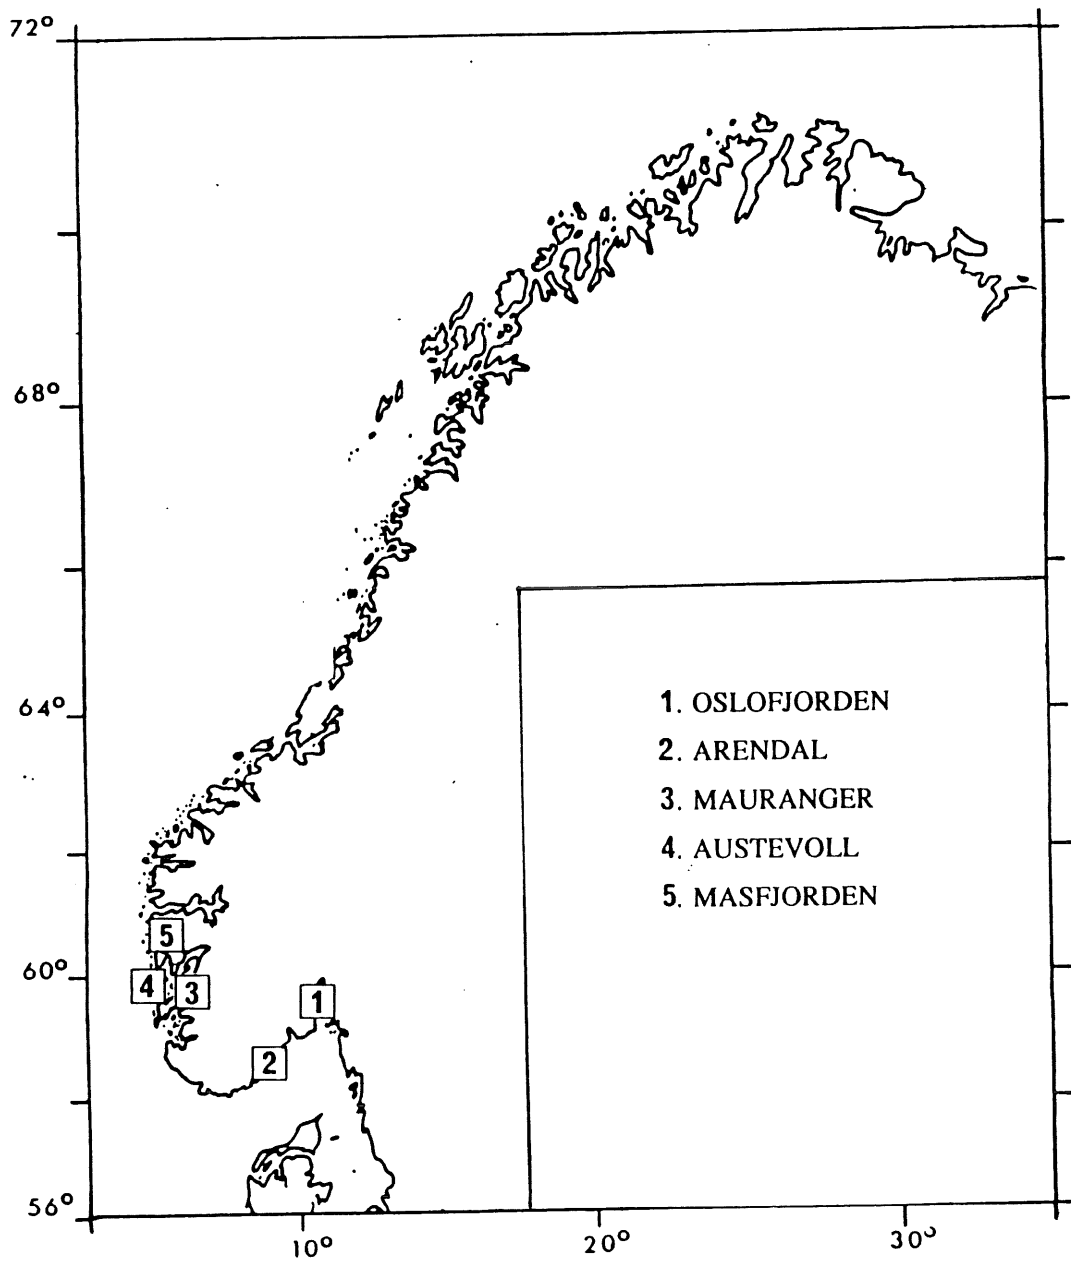 72°
68°
64°
1. OSLOFJORDEN
2. ARENDAL
3. MAURANGER
4. AUSTEVOLL
5. MASFJORDEN
5
60°
4
3
1
2
56°
10°
20°
30°